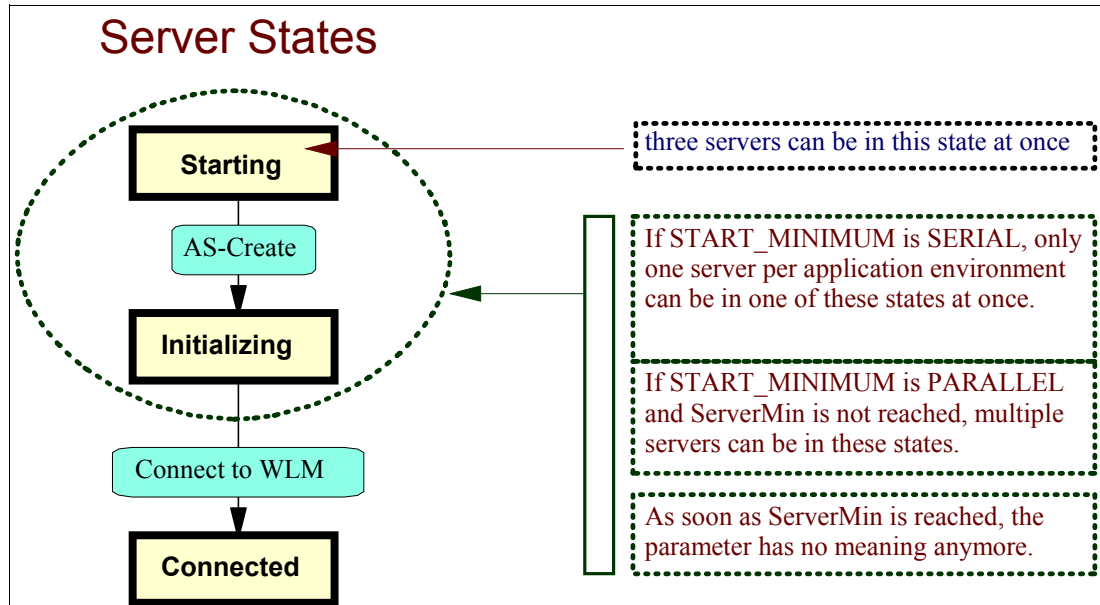 Server States
Starting
three servers can be in this state at once
AS-Create
If START_MINIMUM is SERIAL, only
one server per application environment
can be in one of these states at once.
Initializing
If START_MINIMUM is PARALLEL
and ServerMin is not reached, multiple
servers can be in these states.
Connect to WLM
As soon as ServerMin is reached, the
parameter has no meaning anymore.
Connected